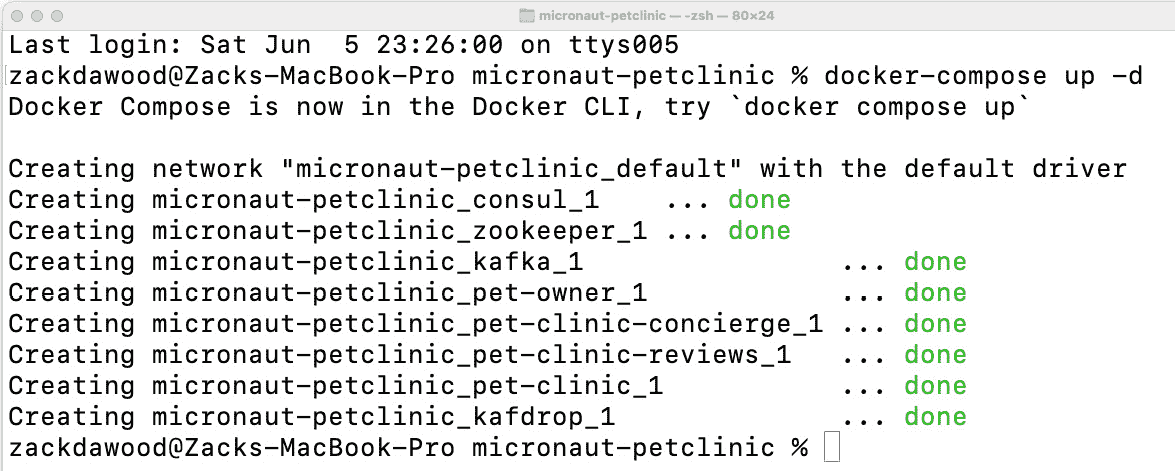 micronaut-petclinic — -zsh — 80×24
Last login: Sat Jun  5 23:26:00 on ttys005
zackdawood@Zacks-MacBook-Pro micronaut-petclinic % docker-compose up -d
Docker Compose is now in the Docker CLI, try `docker compose up`
Creating network "micronaut-petclinic_default" with the default driver
Creating micronaut-petclinic_consul_1    ... done
Creating micronaut-petclinic_zookeeper_1 ... done
Creating micronaut-petclinic_kafka_1                ... done
Creating micronaut-petclinic_pet-owner_1            ... done
Creating micronaut-petclinic_pet-clinic-concierge_1 ... done
Creating micronaut-petclinic_pet-clinic-reviews_1   ... done
Creating micronaut-petclinic_pet-clinic_1           ... done
Creating micronaut-petclinic_kafdrop_1              ... done
zackdawood@Zacks-MacBook-Pro micronaut-petclinic %